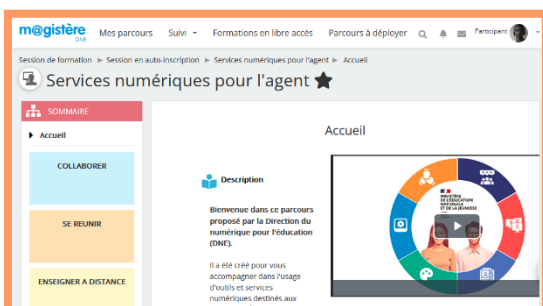 m@gistère
DNE
Mes parcours Suivi Formations en libre accès Parcours à déployer Participant
Session de formation Session en auto-inscription Services numériques pour l'agent Accueil
Services numériques pour l'agent
SOMMAIRE
Accueil
COLLABORER
SE REUNIR
ENSEIGNER A DISTANCE
Accueil
Description
Bienvenue dans ce parcours
proposé par la Direction du
numérique pour l'éducation
(DNE).
Il a été créé pour vous
accompagner dans l'usage
d'outils et services
numériques destinés aux
MINISTÈRE
DE L'ÉDUCATION
NATIONALE
ET DE LA JEUNESSE